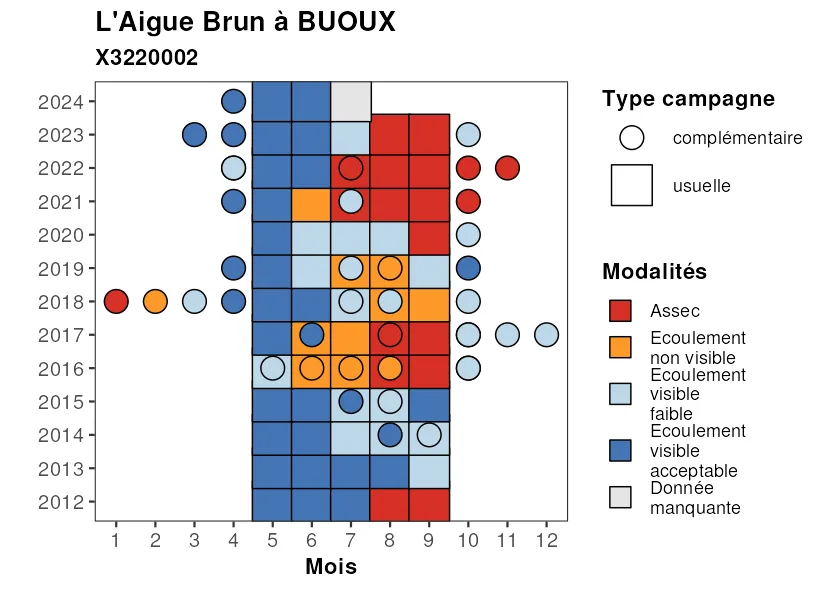 L'Aigue Brun à BUOUX
X3220002
2024
2023
2022
2021
2020
2019
2018
2017
2016
2015
2014
2013
2012
1 2 3 4 5 6 7 8 9 10 11 12
Mois
Type campagne
complémentaire
usuelle
Modalités
Assec
Ecoulement
non visible
Ecoulement
visible
faible
Ecoulement
visible
acceptable
Donnée
manquante